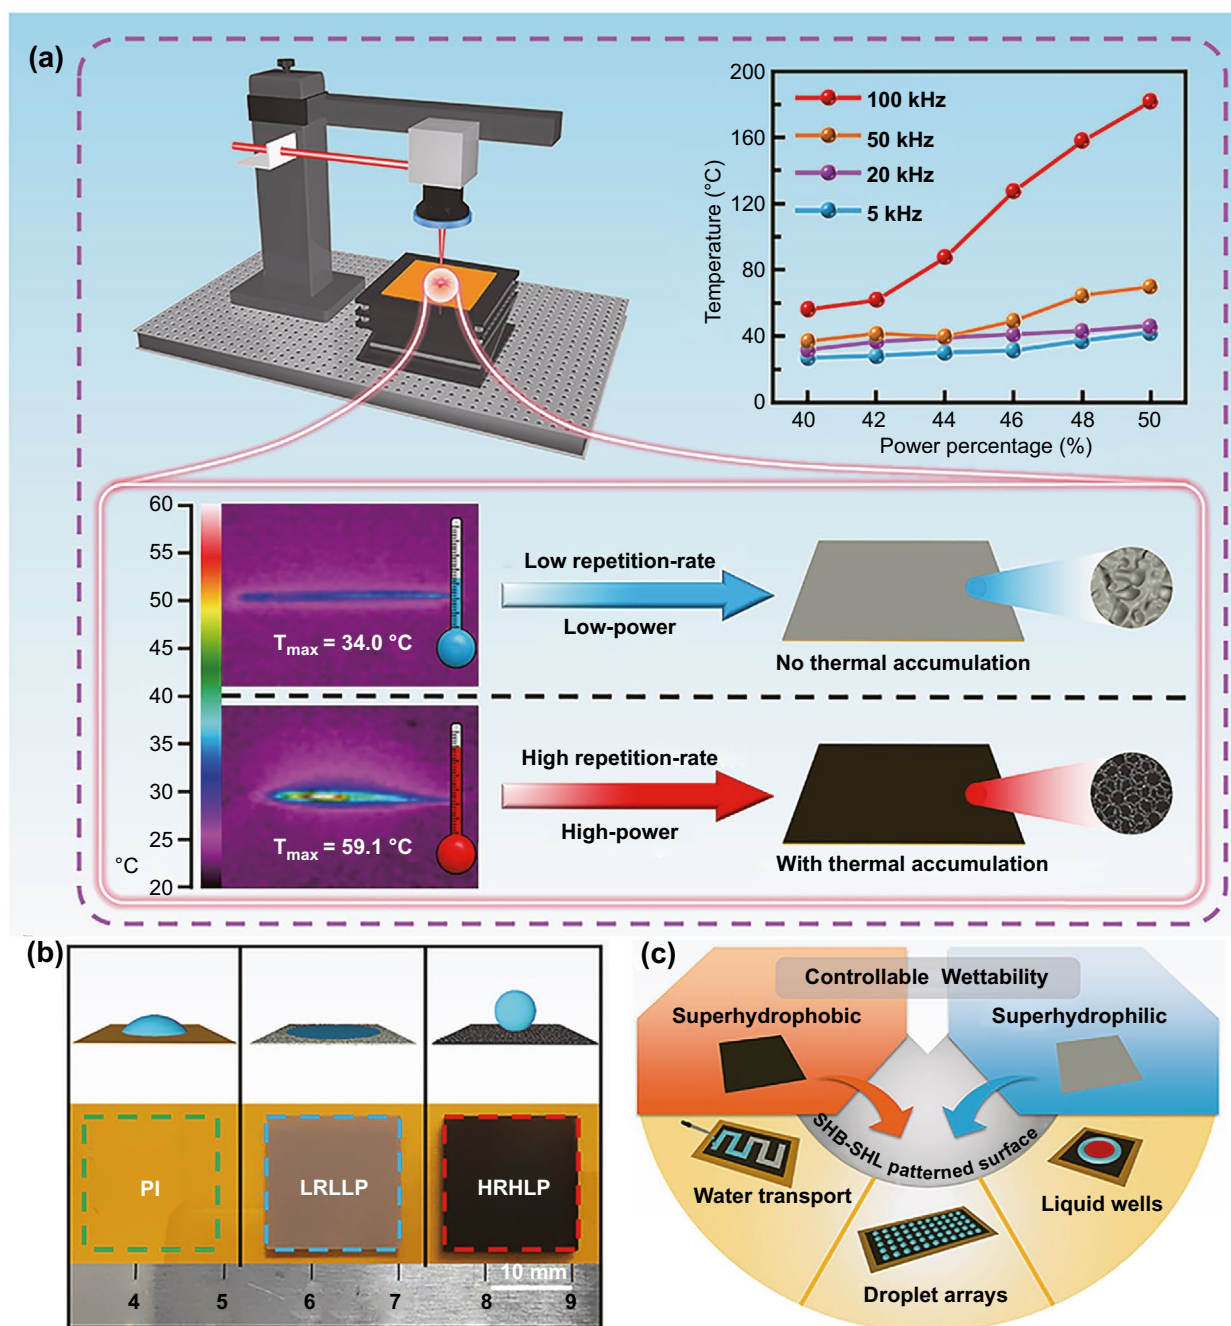 (a)
200
160
120
80
40
0
Temperature (°C)
100 kHz
50 kHz
20 kHz
5 kHz
40 42 44 46 48 50
Power percentage (%)
60
55
50
45
40
35
30
25
20
°C
Tmax = 34.0 °C
Low repetition-rate
Low-power
No thermal accumulation
Tmax = 59.1 °C
High repetition-rate
High-power
With thermal accumulation
(b)
PI
LRLLP
HRHLP
10 mm
4 5 6 7 8 9
(c)
Controllable Wettability
Superhydrophobic
Superhydrophilic
SHB-SHL patterned surface
Water transport
Liquid wells
Droplet arrays